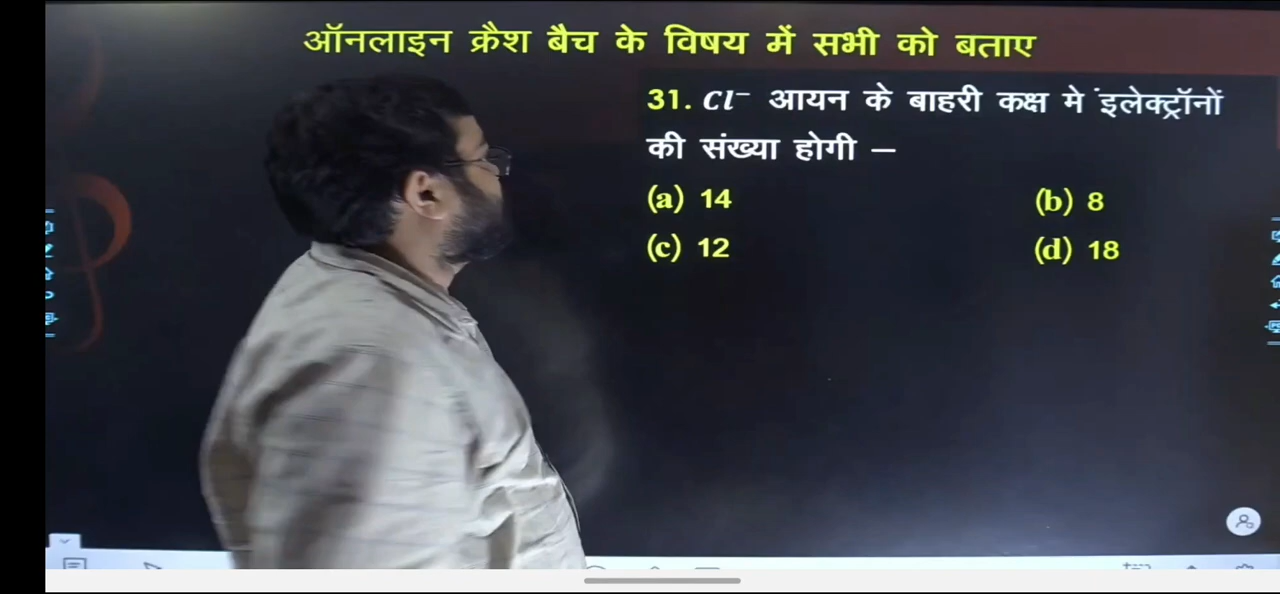 ऑनलाइन क्रैश बैच के विषय में सभी को बताए
31. Cl⁻ आयन के बाहरी कक्ष मे इलेक्ट्रॉनों
की संख्या होगी –
(a) 14 (b) 8
(c) 12 (d) 18